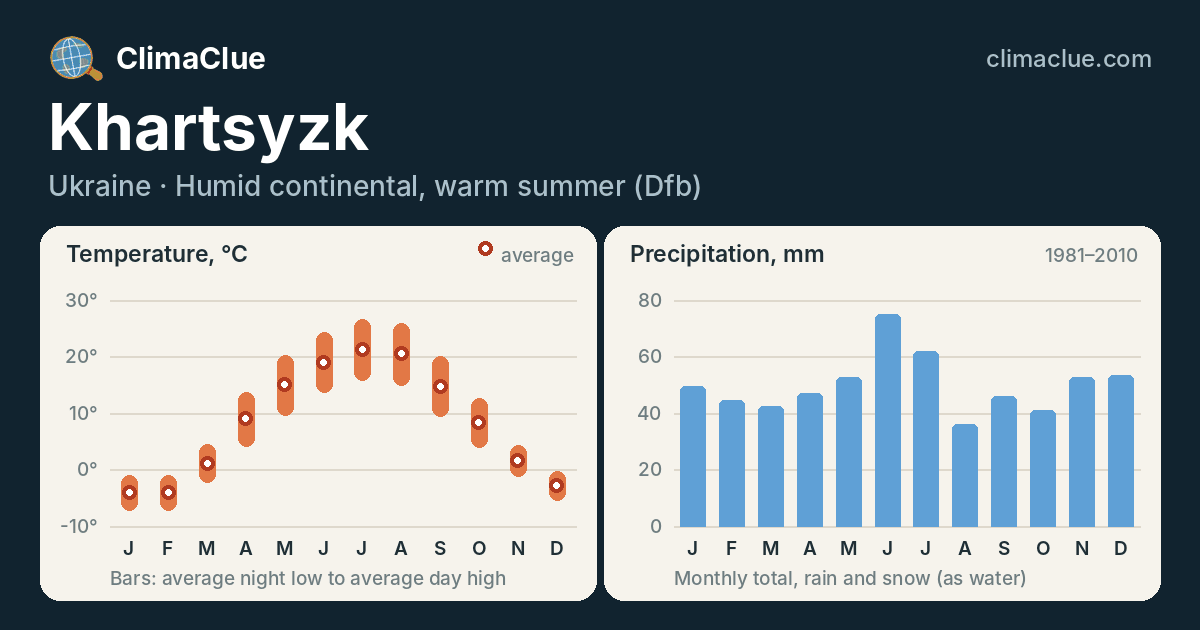 ClimaClue
climaclue.com
Khartsyzk
Ukraine · Humid continental, warm summer (Dfb)
Temperature, °C
average
30°
20°
10°
0°
-10°
J F M A M J J A S O N D
Bars: average night low to average day high
Precipitation, mm
1981–2010
80
60
40
20
0
J F M A M J J A S O N D
Monthly total, rain and snow (as water)